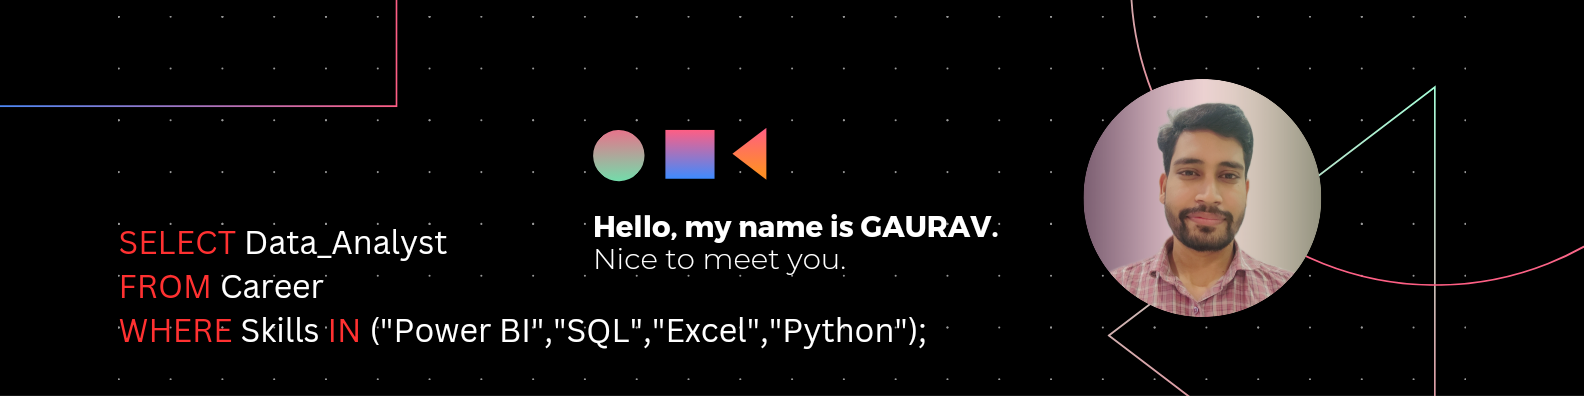 Hello, my name is GAURAV.
Nice to meet you.
SELECT Data_Analyst
FROM Career
WHERE Skills IN ("Power BI","SQL","Excel","Python");